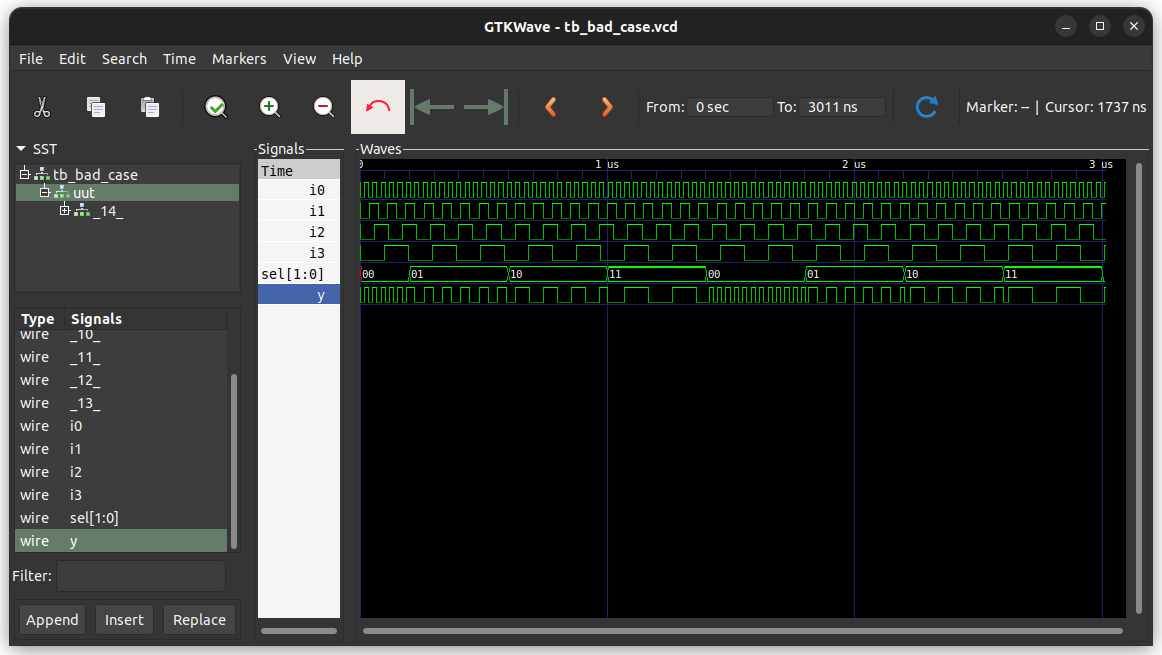 GTKWave - tb_bad_case.vcd
File Edit Search Time Markers View Help
From: 0 sec To: 3011 ns Marker: -- | Cursor: 1737 ns
SST
tb_bad_case
uut
_14_
Type Signals
wire _10_
wire _11_
wire _12_
wire _13_
wire i0
wire i1
wire i2
wire i3
wire sel[1:0]
wire y
Filter:
Append Insert Replace
Signals
Time
i0
i1
i2
i3
sel[1:0]
y
Waves
0 1 us 2 us 3 us
00 01 10 11 00 01 10 11